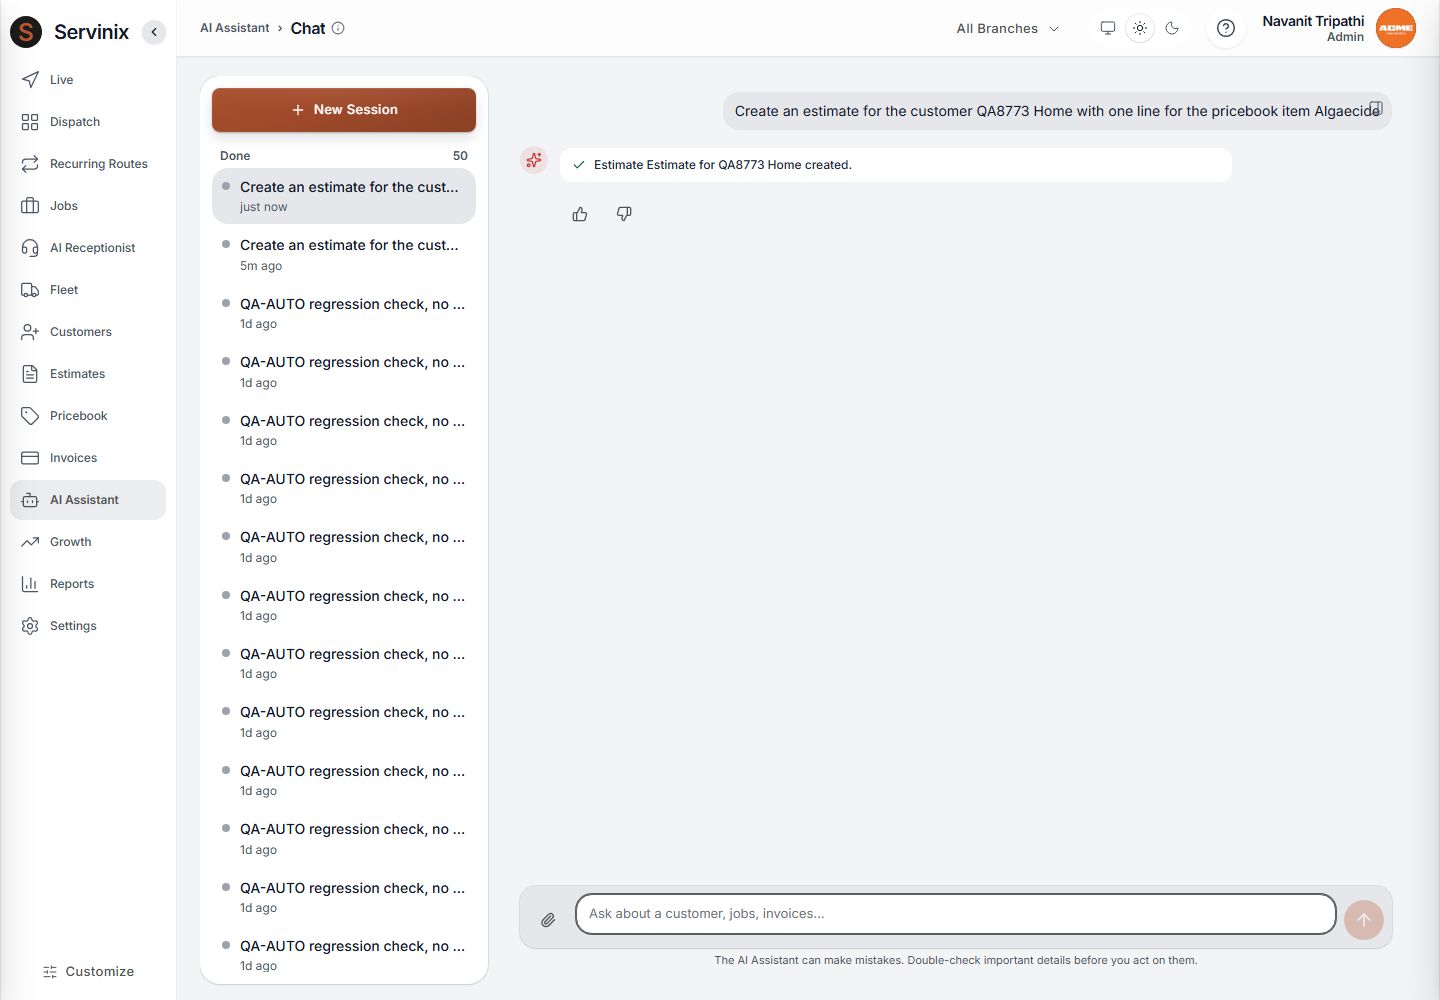 Servinix
Live
Dispatch
Recurring Routes
Jobs
AI Receptionist
Fleet
Customers
Estimates
Pricebook
Invoices
AI Assistant
Growth
Reports
Settings
Customize
AI Assistant › Chat
All Branches
Navanit Tripathi
Admin
ACME
+ New Session
Done 50
Create an estimate for the cust...
just now
Create an estimate for the cust...
5m ago
QA-AUTO regression check, no ...
1d ago
QA-AUTO regression check, no ...
1d ago
QA-AUTO regression check, no ...
1d ago
QA-AUTO regression check, no ...
1d ago
QA-AUTO regression check, no ...
1d ago
QA-AUTO regression check, no ...
1d ago
QA-AUTO regression check, no ...
1d ago
QA-AUTO regression check, no ...
1d ago
QA-AUTO regression check, no ...
1d ago
QA-AUTO regression check, no ...
1d ago
QA-AUTO regression check, no ...
1d ago
QA-AUTO regression check, no ...
1d ago
Create an estimate for the customer QA8773 Home with one line for the pricebook item Algaecide
Estimate Estimate for QA8773 Home created.
Ask about a customer, jobs, invoices...
The AI Assistant can make mistakes. Double-check important details before you act on them.